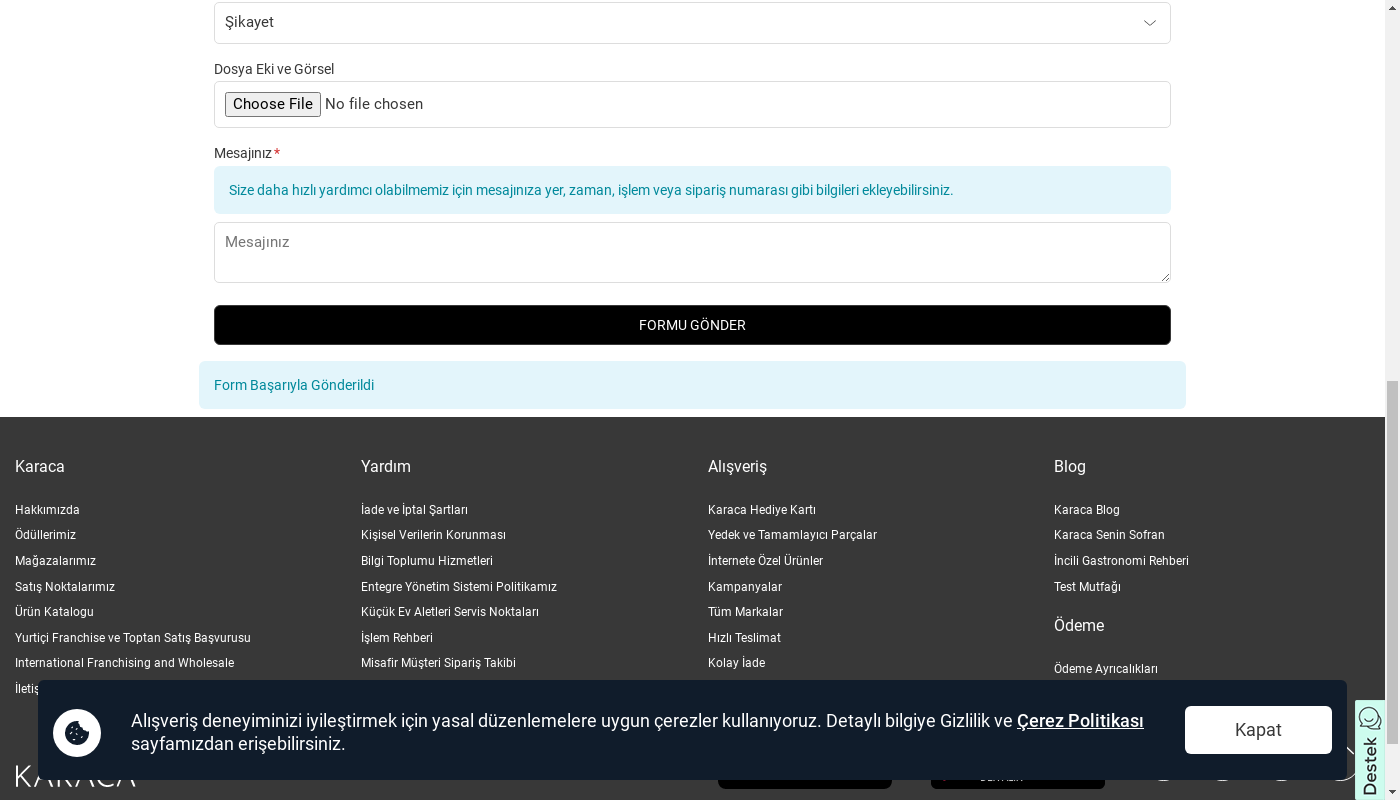 Şikayet
Dosya Eki ve Görsel
Choose File No file chosen
Mesajınız *
Size daha hızlı yardımcı olabilmemiz için mesajınıza yer, zaman, işlem veya sipariş numarası gibi bilgileri ekleyebilirsiniz.
Mesajınız
FORMU GÖNDER
Form Başarıyla Gönderildi
Karaca
Hakkımızda
Ödüllerimiz
Mağazalarımız
Satış Noktalarımız
Ürün Katalogu
Yurtiçi Franchise ve Toptan Satış Başvurusu
International Franchising and Wholesale
Yardım
İade ve İptal Şartları
Kişisel Verilerin Korunması
Bilgi Toplumu Hizmetleri
Entegre Yönetim Sistemi Politikamız
Küçük Ev Aletleri Servis Noktaları
İşlem Rehberi
Misafir Müşteri Sipariş Takibi
Alışveriş
Karaca Hediye Kartı
Yedek ve Tamamlayıcı Parçalar
İnternete Özel Ürünler
Kampanyalar
Tüm Markalar
Hızlı Teslimat
Kolay İade
Blog
Karaca Blog
Karaca Senin Sofran
İncili Gastronomi Rehberi
Test Mutfağı
Ödeme
Ödeme Ayrıcalıkları
Alışveriş deneyiminizi iyileştirmek için yasal düzenlemelere uygun çerezler kullanıyoruz. Detaylı bilgiye Gizlilik ve Çerez Politikası
sayfamızdan erişebilirsiniz.
Kapat
Destek
KARACA